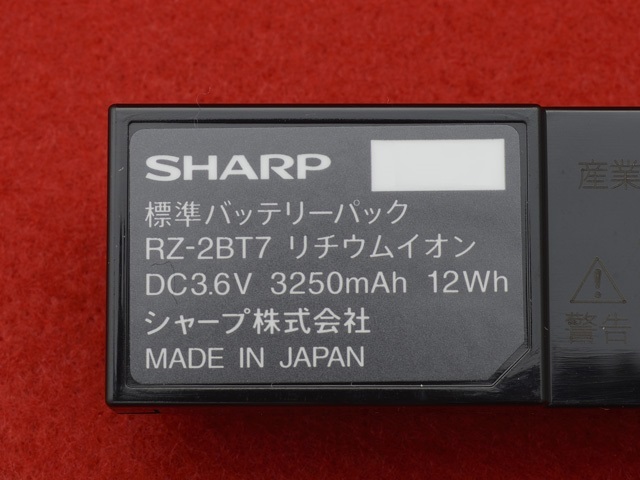 SHARP
標準バッテリーパック
RZ-2BT7 リチウムイオン
DC3.6V 3250mAh 12Wh
シャープ株式会社
MADE IN JAPAN
産業
警告